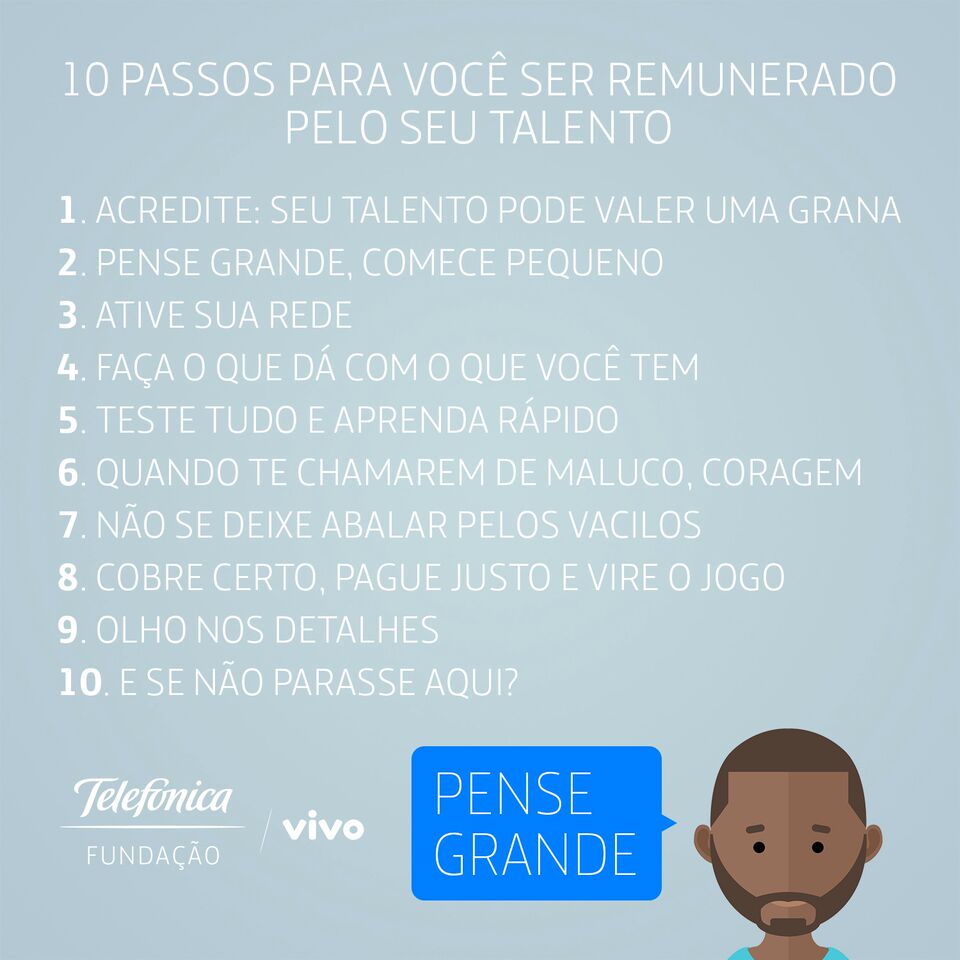 10 PASSOS PARA VOCÊ SER REMUNERADO
PELO SEU TALENTO
1. ACREDITE: SEU TALENTO PODE VALER UMA GRANA
2. PENSE GRANDE, COMECE PEQUENO
3. ATIVE SUA REDE
4. FAÇA O QUE DÁ COM O QUE VOCÊ TEM
5. TESTE TUDO E APRENDA RÁPIDO
6. QUANDO TE CHAMAREM DE MALUCO, CORAGEM
7. NÃO SE DEIXE ABALAR PELOS VACILOS
8. COBRE CERTO, PAGUE JUSTO E VIRE O JOGO
9. OLHO NOS DETALHES
10. E SE NÃO PARASSE AQUI?
Telefónica
FUNDAÇÃO
vivo
PENSE
GRANDE